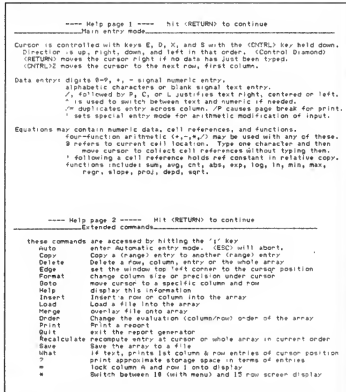 ---- Help page 1 ----   hit <RETURN> to continue
Main entry mode
Cursor is controlled with keys E, D, X, and S with the <CNTRL> key held down.
Direction is up, right, down, and left in that order. (Control Diamond)
<RETURN> moves the cursor right if no data has just been typed.
<CNTRL>Z moves the cursor to the next row, first column.
Data entry: digits 0-9, +, - signal numeric entry.
alphabetic characters or blank signal text entry.
/, followed by P, C, or L justifies text right, centered or left.
" is used to switch between text and numeric if needed.
/= duplicates entry across column. /P causes page break for print.
' sets special entry mode for arithmetic modification of input.
Equations may contain numeric data, cell references, and functions.
four-function arithmetic (+,-,*,/) may be used with any of these.
@ refers to current cell location. Type one character and then
move cursor to collect cell references without typing them.
' following a cell reference holds ref constant in relative copy.
functions include: sum, avg, cnt, abs, exp, log, ln, min, max,
regr, slope, proj, depd, sqrt.
---- Help page 2 ----   Hit <RETURN> to continue
Extended commands
these commands are accessed by hitting the ';' key
Auto enter Automatic entry mode. (ESC) will abort.
Copy Copy a (range) entry to another (range) entry
Delete Delete a row, column, entry or the whole array
Edge set the window top left corner to the cursor position
Format change column size or precision under cursor
Goto move cursor to a specific column and row
Help display this information
Insert Insert a row or column into the array
Load Load a file into the array
Merge overlay file onto array
Order Change the evaluation (column/row) order of the array
Print Print a report
Quit exit the report generator
Recalculate recompute entry at cursor or whole array in current order
Save Save the array to a file
What if text, prints 1st column & row entries of cursor position
? print approximate storage space in terms of entries
= lock column A and row 1 onto display
* Switch between 10 (with menu) and 15 row screen display